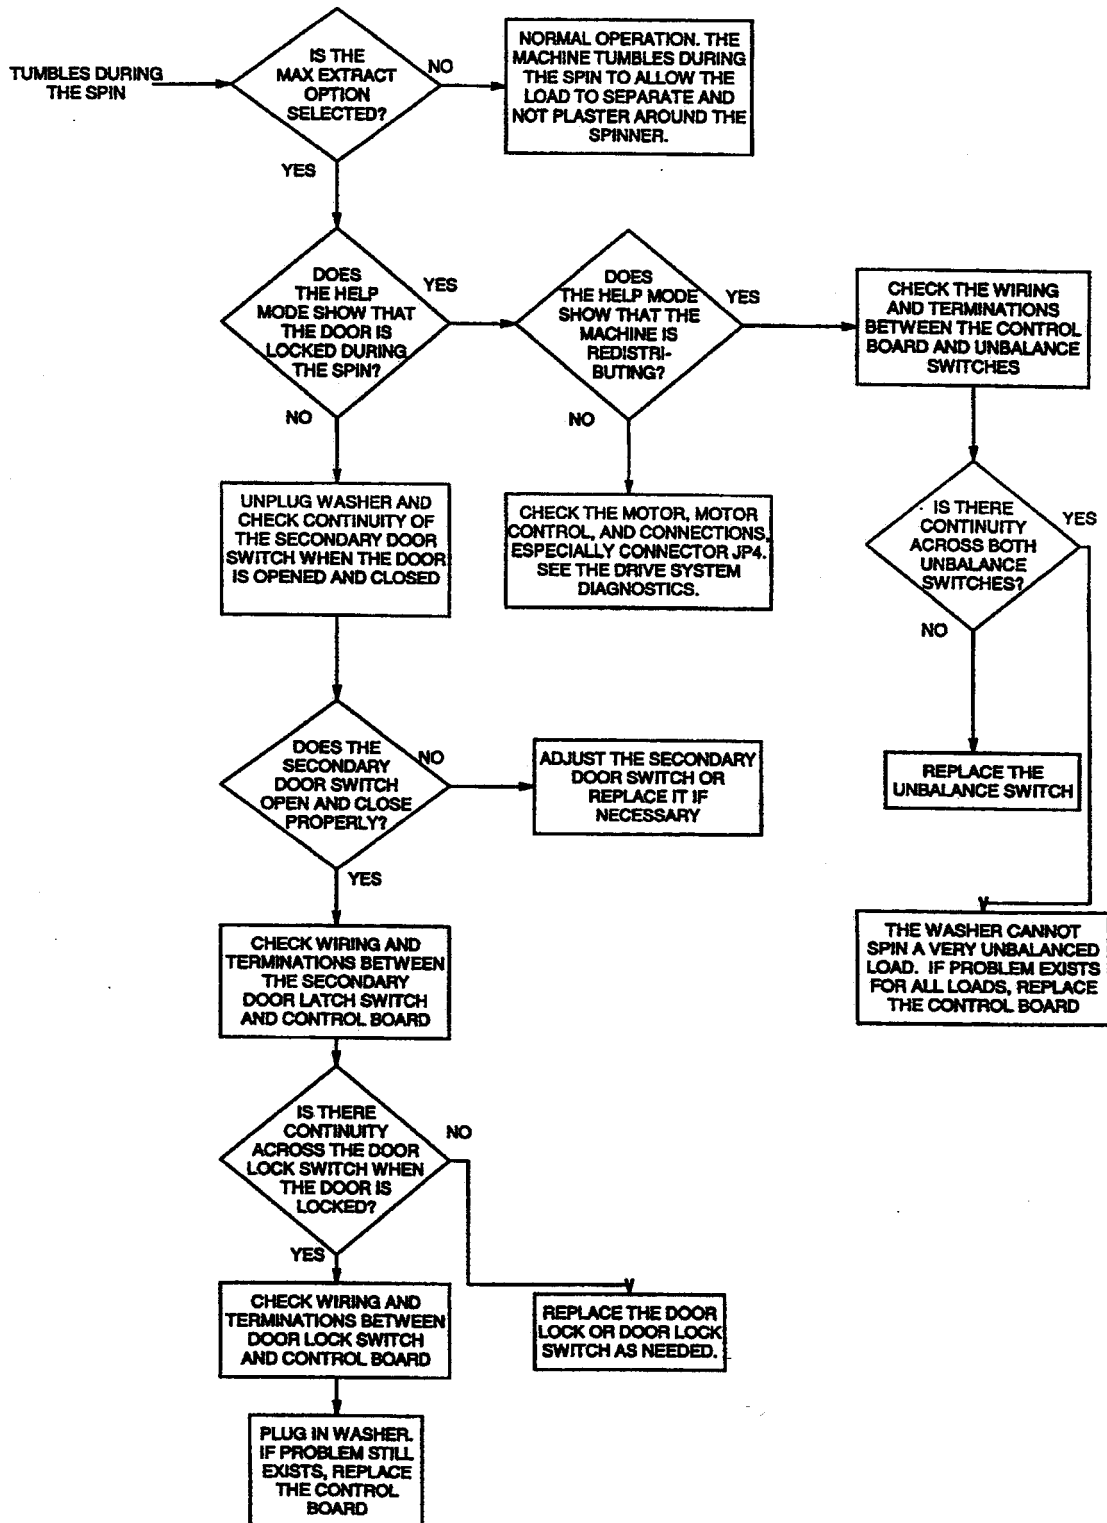 TUMBLES DURING
THE SPIN
IS THE
MAX EXTRACT
OPTION
SELECTED?
NO
NORMAL OPERATION. THE
MACHINE TUMBLES DURING
THE SPIN TO ALLOW THE
LOAD TO SEPARATE AND
NOT PLASTER AROUND THE
SPINNER.
YES
DOES
THE HELP
MODE SHOW THAT
THE DOOR IS
LOCKED DURING
THE SPIN?
YES
DOES
THE HELP MODE
SHOW THAT THE
MACHINE IS
REDISTRI-
BUTING?
YES
CHECK THE WIRING
AND TERMINATIONS
BETWEEN THE CONTROL
BOARD AND UNBALANCE
SWITCHES
NO
NO
UNPLUG WASHER AND
CHECK CONTINUITY OF
THE SECONDARY DOOR
SWITCH WHEN THE DOOR
IS OPENED AND CLOSED
CHECK THE MOTOR, MOTOR
CONTROL, AND CONNECTIONS,
ESPECIALLY CONNECTOR JP4.
SEE THE DRIVE SYSTEM
DIAGNOSTICS.
IS THERE
CONTINUITY
ACROSS BOTH
UNBALANCE
SWITCHES?
YES
NO
REPLACE THE
UNBALANCE SWITCH
DOES THE
SECONDARY
DOOR SWITCH
OPEN AND CLOSE
PROPERLY?
NO
ADJUST THE SECONDARY
DOOR SWITCH OR
REPLACE IT IF
NECESSARY
YES
THE WASHER CANNOT
SPIN A VERY UNBALANCED
LOAD. IF PROBLEM EXISTS
FOR ALL LOADS, REPLACE
THE CONTROL BOARD
CHECK WIRING AND
TERMINATIONS BETWEEN
THE SECONDARY
DOOR LATCH SWITCH
AND CONTROL BOARD
IS THERE
CONTINUITY
ACROSS THE DOOR
LOCK SWITCH WHEN
THE DOOR IS
LOCKED?
NO
YES
CHECK WIRING AND
TERMINATIONS BETWEEN
DOOR LOCK SWITCH
AND CONTROL BOARD
REPLACE THE DOOR
LOCK OR DOOR LOCK
SWITCH AS NEEDED.
PLUG IN WASHER.
IF PROBLEM STILL
EXISTS, REPLACE
THE CONTROL
BOARD